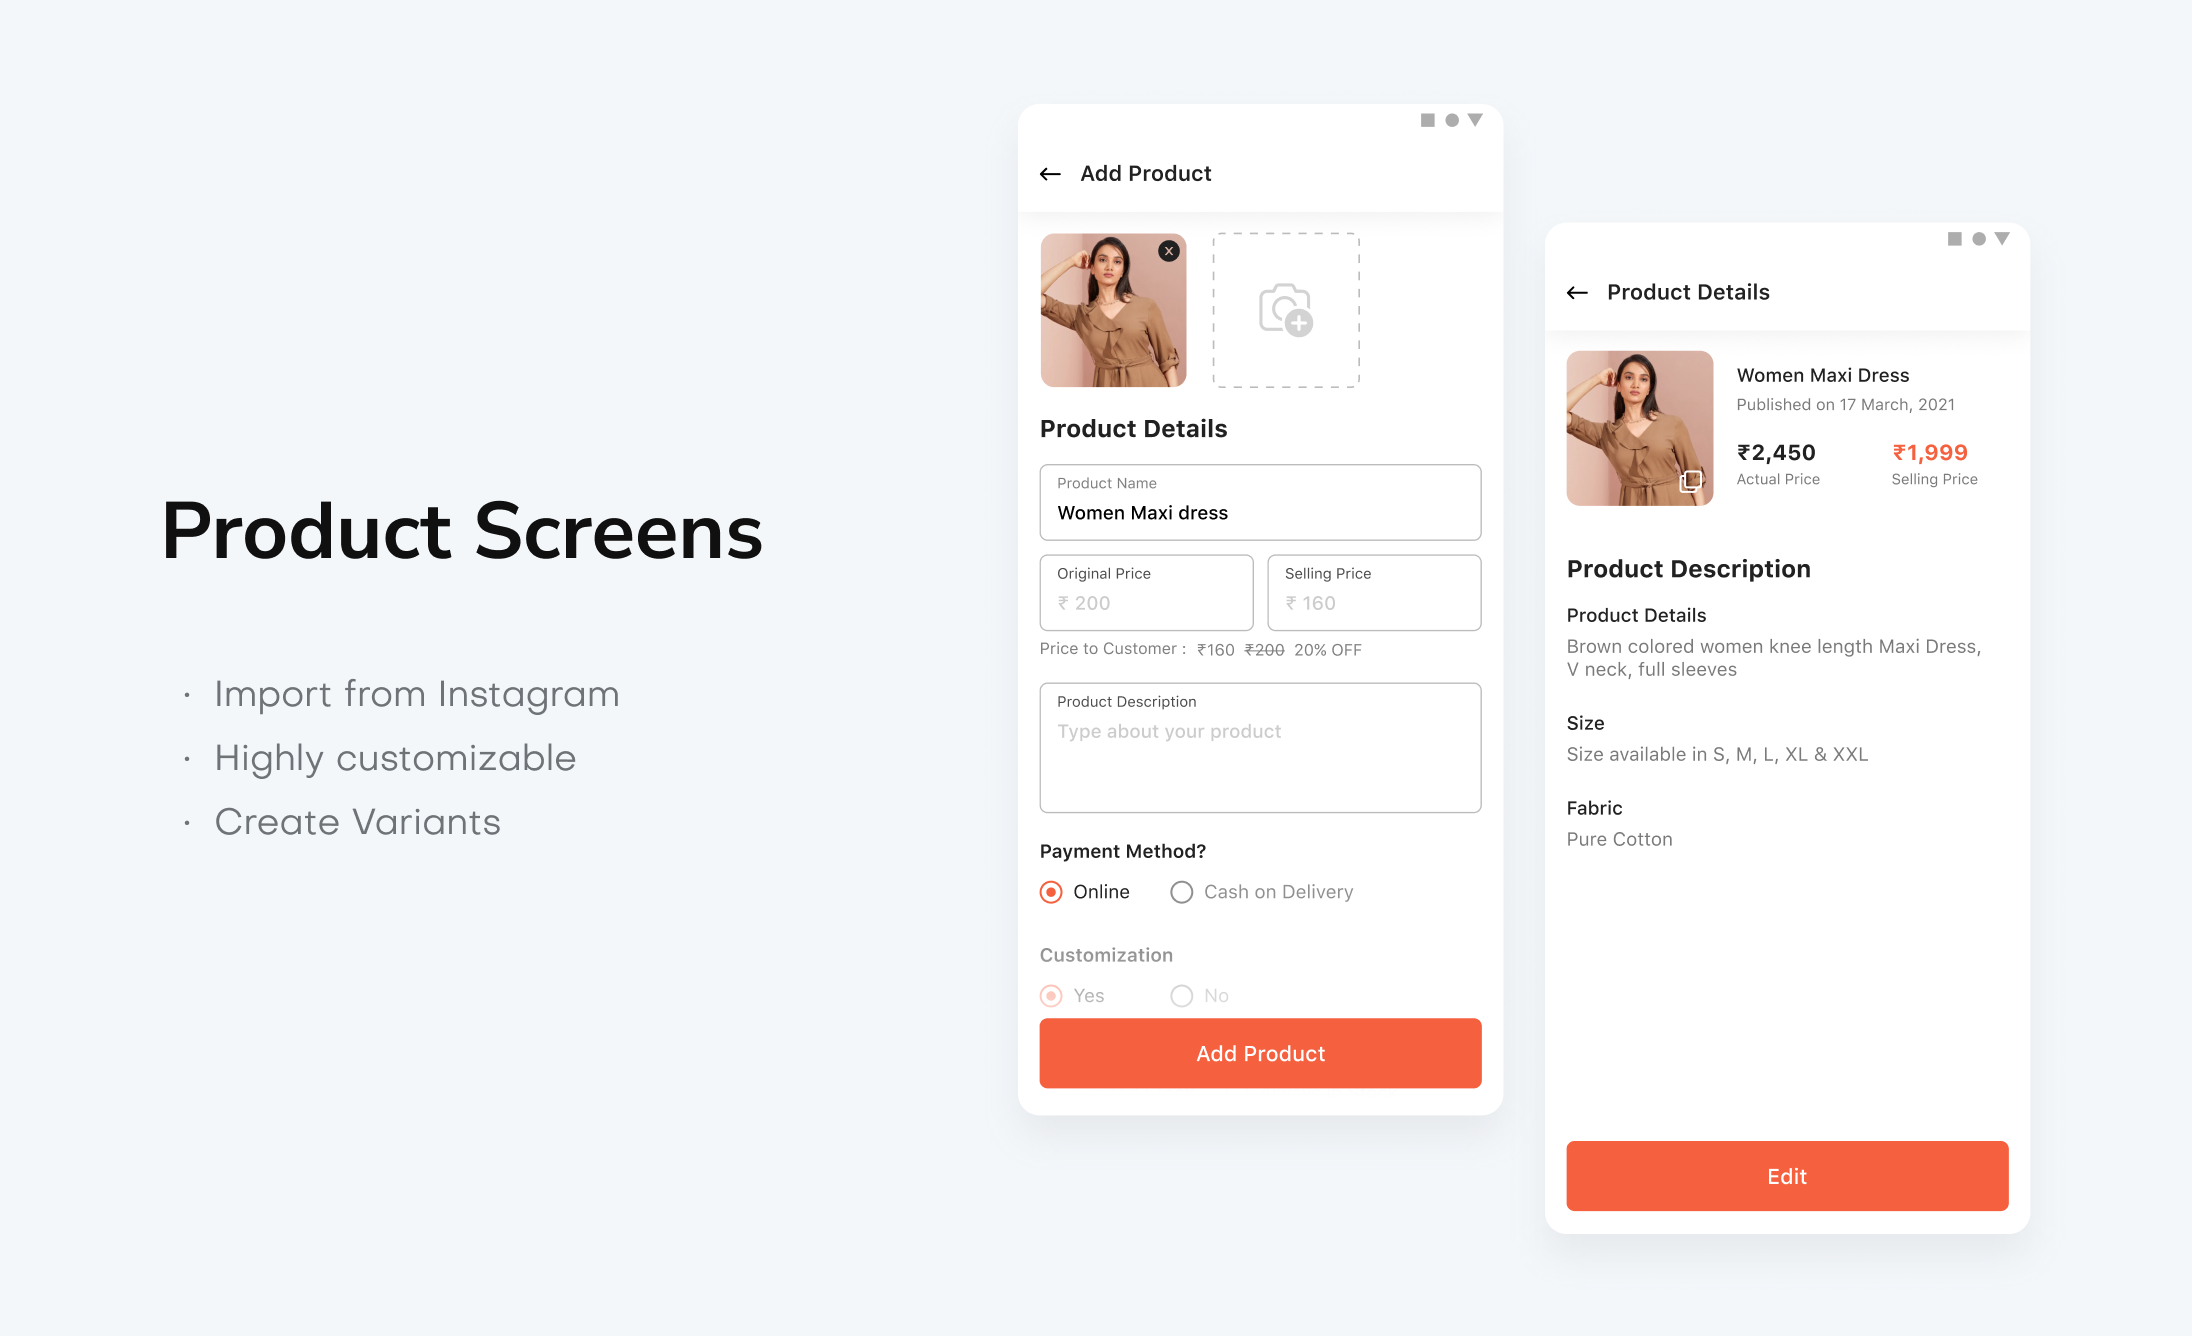 Product Screens
· Import from Instagram
· Highly customizable
· Create Variants
Add Product
X
Product Details
Product Name
Women Maxi dress
Original Price
₹ 200
Selling Price
₹ 160
Price to Customer : ₹160 ₹200 20% OFF
Product Description
Type about your product
Payment Method?
Online
Cash on Delivery
Customization
Yes
No
Add Product
Product Details
Women Maxi Dress
Published on 17 March, 2021
₹2,450
Actual Price
₹1,999
Selling Price
Product Description
Product Details
Brown colored women knee length Maxi Dress,
V neck, full sleeves
Size
Size available in S, M, L, XL & XXL
Fabric
Pure Cotton
Edit